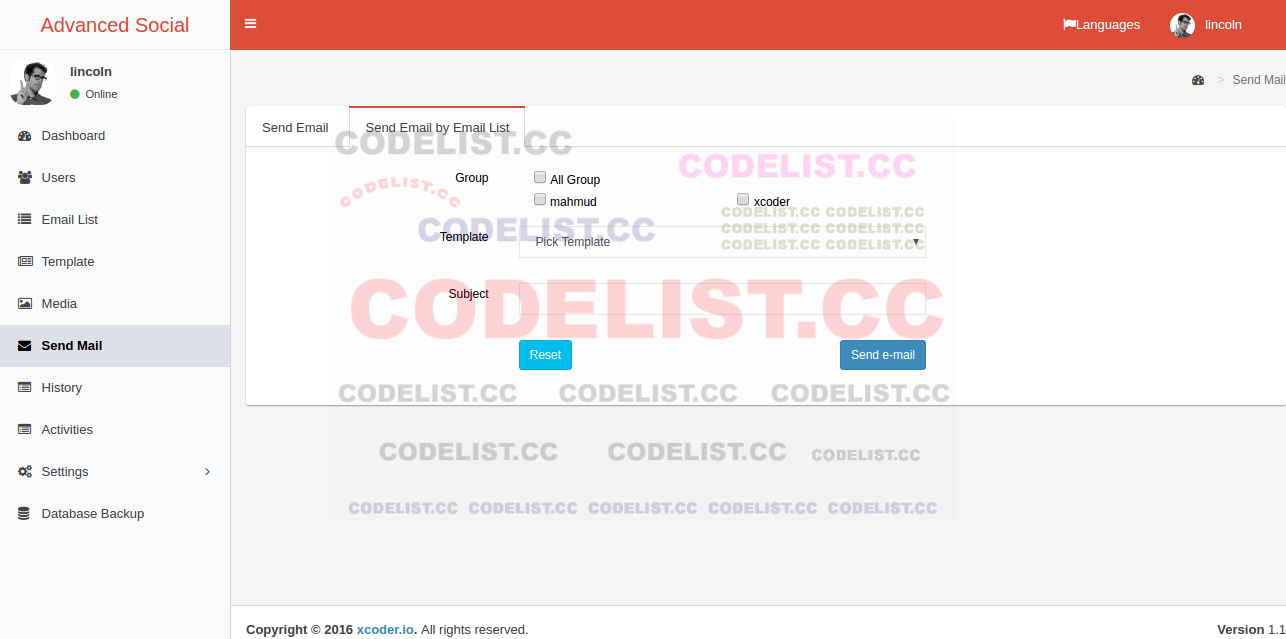 Advanced Social
Languages lincoln
lincoln
Online
> Send Mail
Dashboard
Users
Email List
Template
Media
Send Mail
History
Activities
Settings
Database Backup
Send Email Send Email by Email List
CODELIST.CC
CODELIST.CC
Group All Group
CODELIST.CC
mahmud xcoder
CODELIST.CC CODELIST.CC
CODELIST.CC
CODELIST.CC CODELIST.CC
Template Pick Template
CODELIST.CC CODELIST.CC
Subject
CODELIST.CC
Reset Send e-mail
CODELIST.CC CODELIST.CC CODELIST.CC
CODELIST.CC CODELIST.CC CODELIST.CC
CODELIST.CC CODELIST.CC CODELIST.CC CODELIST.CC CODELIST.CC
Copyright © 2016 xcoder.io. All rights reserved. Version 1.1